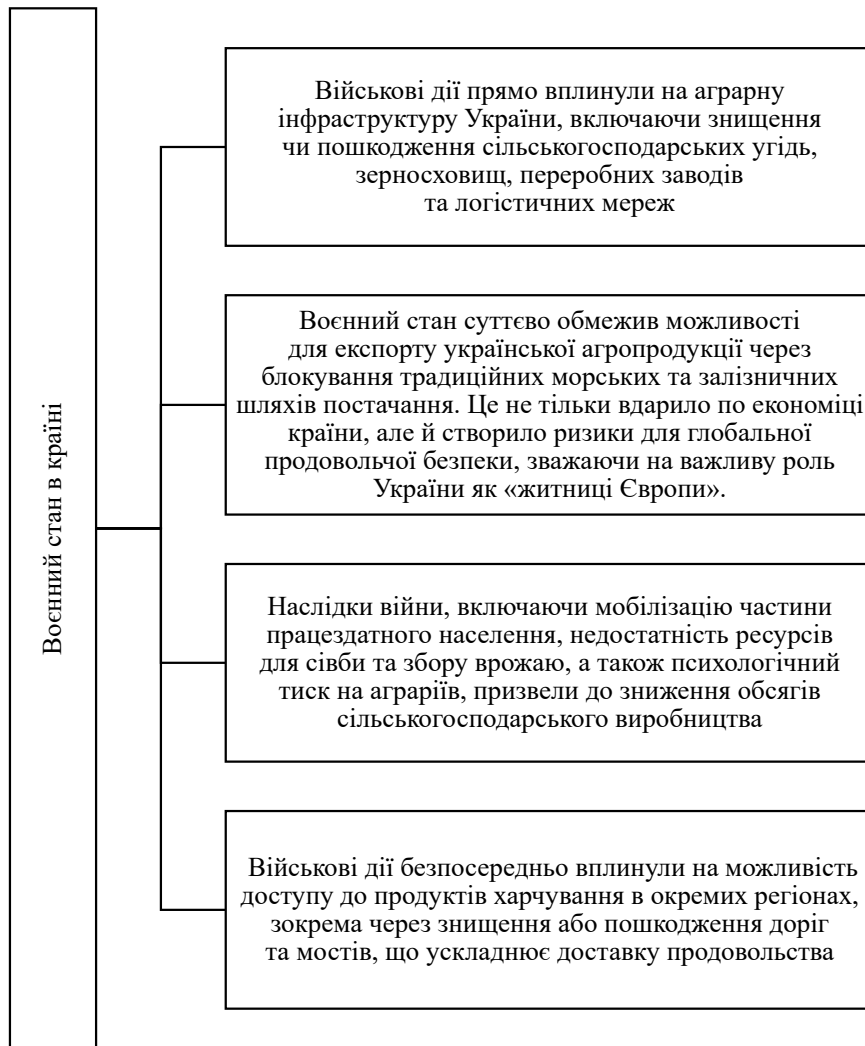 Воєнний стан в країні
Військові дії прямо вплинули на аграрну
інфраструктуру України, включаючи знищення
чи пошкодження сільськогосподарських угідь,
зерносховищ, переробних заводів
та логістичних мереж
Воєнний стан суттєво обмежив можливості
для експорту української агропродукції через
блокування традиційних морських та залізничних
шляхів постачання. Це не тільки вдарило по економіці
країни, але й створило ризики для глобальної
продовольчої безпеки, зважаючи на важливу роль
України як «житниці Європи».
Наслідки війни, включаючи мобілізацію частини
працездатного населення, недостатність ресурсів
для сівби та збору врожаю, а також психологічний
тиск на аграріїв, призвели до зниження обсягів
сільськогосподарського виробництва
Військові дії безпосередньо вплинули на можливість
доступу до продуктів харчування в окремих регіонах,
зокрема через знищення або пошкодження доріг
та мостів, що ускладнює доставку продовольства